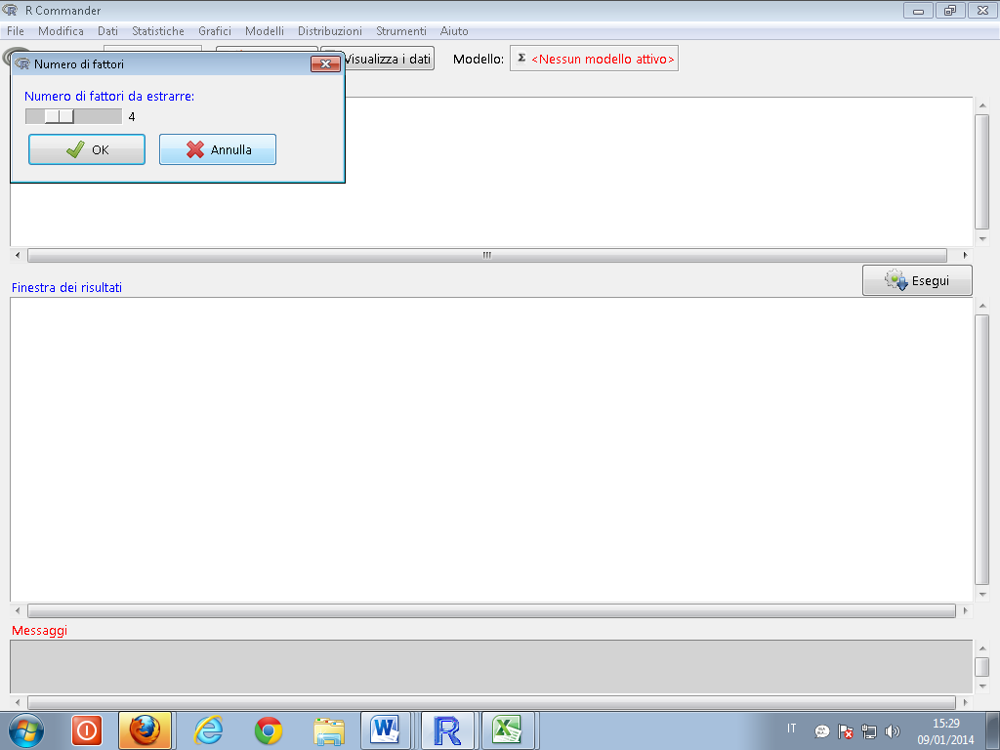 R Commander
File Modifica Dati Statistiche Grafici Modelli Distribuzioni Strumenti Aiuto
Numero di fattori
Visualizza i dati Modello: Σ <Nessun modello attivo>
Numero di fattori da estrarre:
4
OK Annulla
Esegui
Finestra dei risultati
Messaggi
IT
15:29
09/01/2014